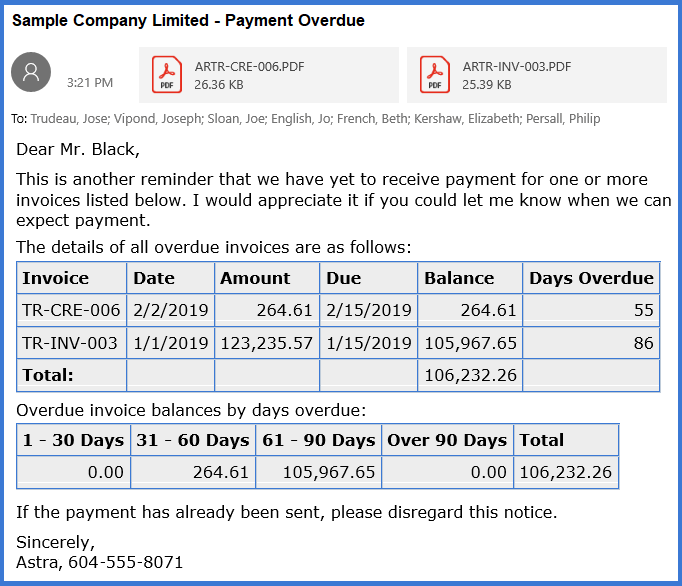 Sample Company Limited - Payment Overdue
3:21 PM
PDF
ARTR-CRE-006.PDF
26.36 KB
PDF
ARTR-INV-003.PDF
25.39 KB
To: Trudeau, Jose; Vipond, Joseph; Sloan, Joe; English, Jo; French, Beth; Kershaw, Elizabeth; Persall, Philip
Dear Mr. Black,
This is another reminder that we have yet to receive payment for one or more
invoices listed below. I would appreciate it if you could let me know when we can
expect payment.
The details of all overdue invoices are as follows:
Invoice Date Amount Due Balance Days Overdue
TR-CRE-006 2/2/2019 264.61 2/15/2019 264.61 55
TR-INV-003 1/1/2019 123,235.57 1/15/2019 105,967.65 86
Total: 106,232.26
Overdue invoice balances by days overdue:
1 - 30 Days 31 - 60 Days 61 - 90 Days Over 90 Days Total
0.00 264.61 105,967.65 0.00 106,232.26
If the payment has already been sent, please disregard this notice.
Sincerely,
Astra, 604-555-8071